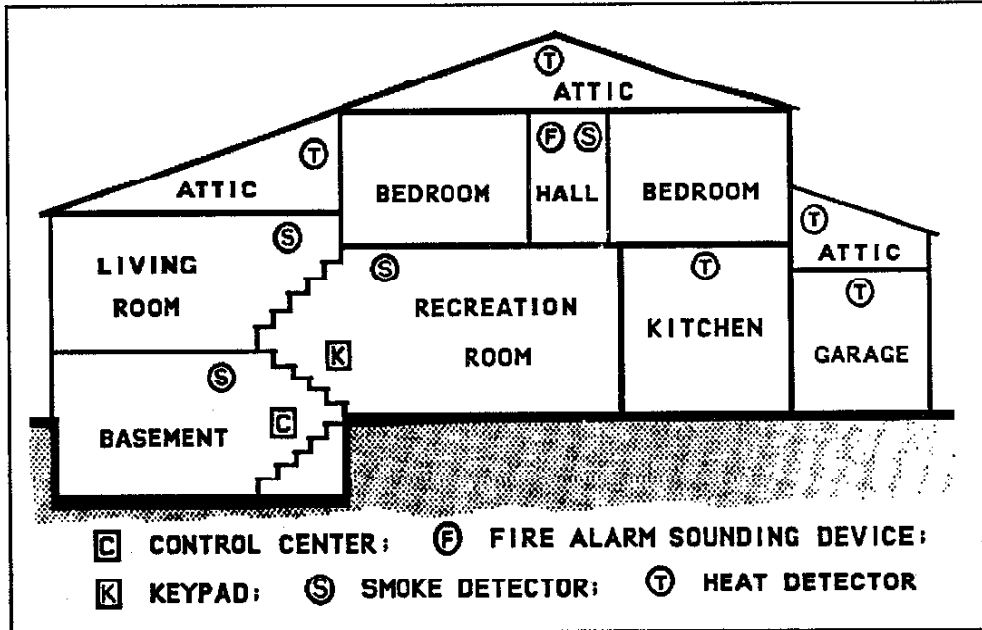 T
ATTIC
F S
T
ATTIC
BEDROOM HALL BEDROOM
T
ATTIC
S
LIVING
ROOM
S
RECREATION
ROOM
T
KITCHEN
T
GARAGE
K
S
C
BASEMENT
C CONTROL CENTER; F FIRE ALARM SOUNDING DEVICE;
K KEYPAD; S SMOKE DETECTOR; T HEAT DETECTOR